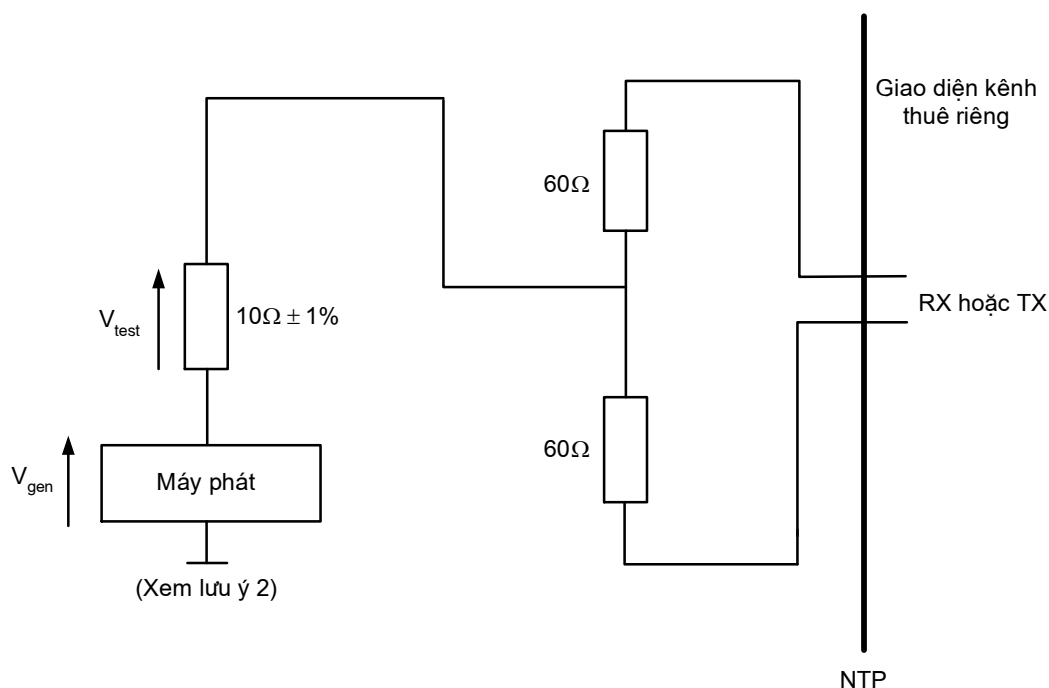 Giao diện kênh
thuê riêng
60Ω
RX hoặc TX
V_test
10Ω ± 1%
60Ω
V_gen
Máy phát
(Xem lưu ý 2)
NTP